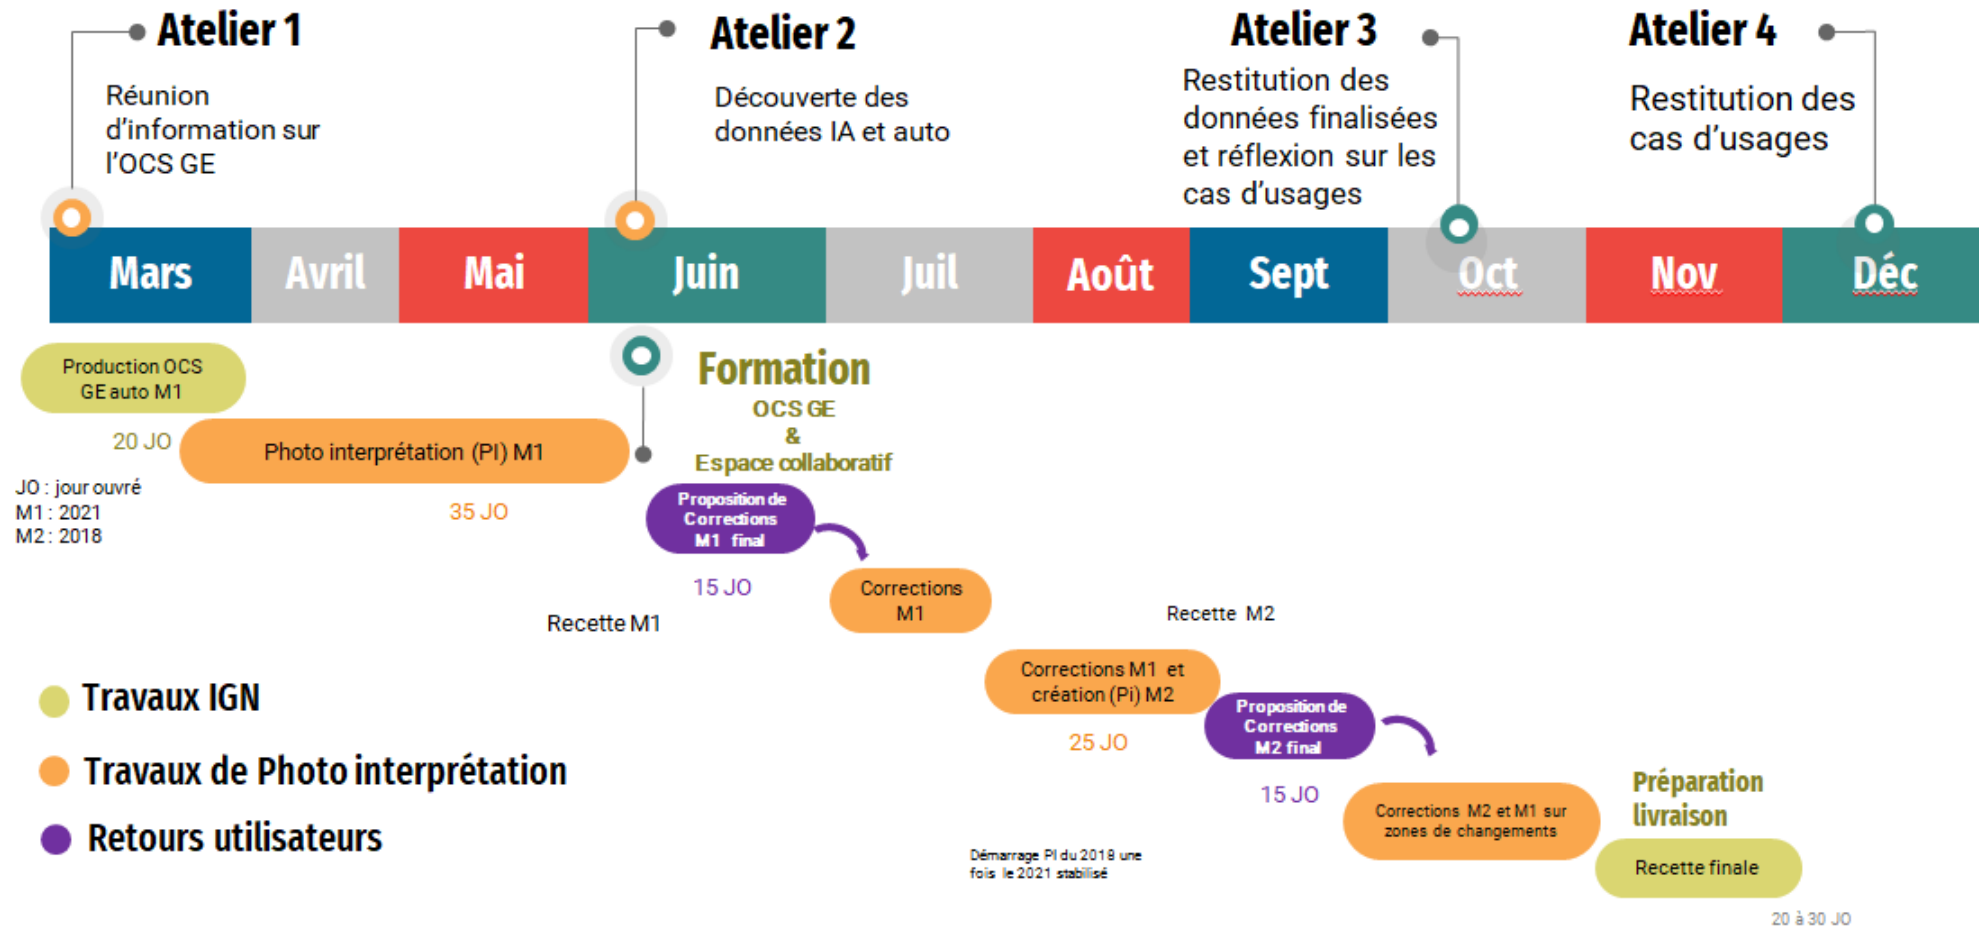 Atelier 1
Réunion
d'information sur
l'OCS GE
Atelier 2
Découverte des
données IA et auto
Atelier 3
Restitution des
données finalisées
et réflexion sur les
cas d'usages
Atelier 4
Restitution des
cas d'usages
Mars
Avril
Mai
Juin
Juil
Août
Sept
Oct
Nov
Déc
Production OCS
GE auto M1
20 JO
Photo interprétation (PI) M1
35 JO
JO : jour ouvré
M1 : 2021
M2 : 2018
Formation
OCS GE
&
Espace collaboratif
Proposition de
Corrections
M1 final
15 JO
Recette M1
Corrections
M1
Recette M2
Corrections M1 et
création (Pi) M2
25 JO
Proposition de
Corrections
M2 final
15 JO
Corrections M2 et M1 sur
zones de changements
Démarrage PI du 2018 une
fois le 2021 stabilisé
Préparation
livraison
Recette finale
20 à 30 JO
Travaux IGN
Travaux de Photo interprétation
Retours utilisateurs